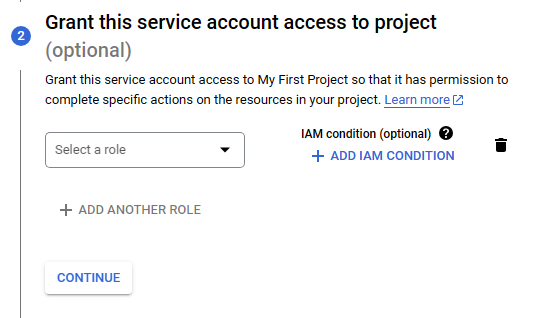 2
Grant this service account access to project
(optional)
Grant this service account access to My First Project so that it has permission to
complete specific actions on the resources in your project. Learn more
Select a role
IAM condition (optional) ?
+ ADD IAM CONDITION
+ ADD ANOTHER ROLE
CONTINUE